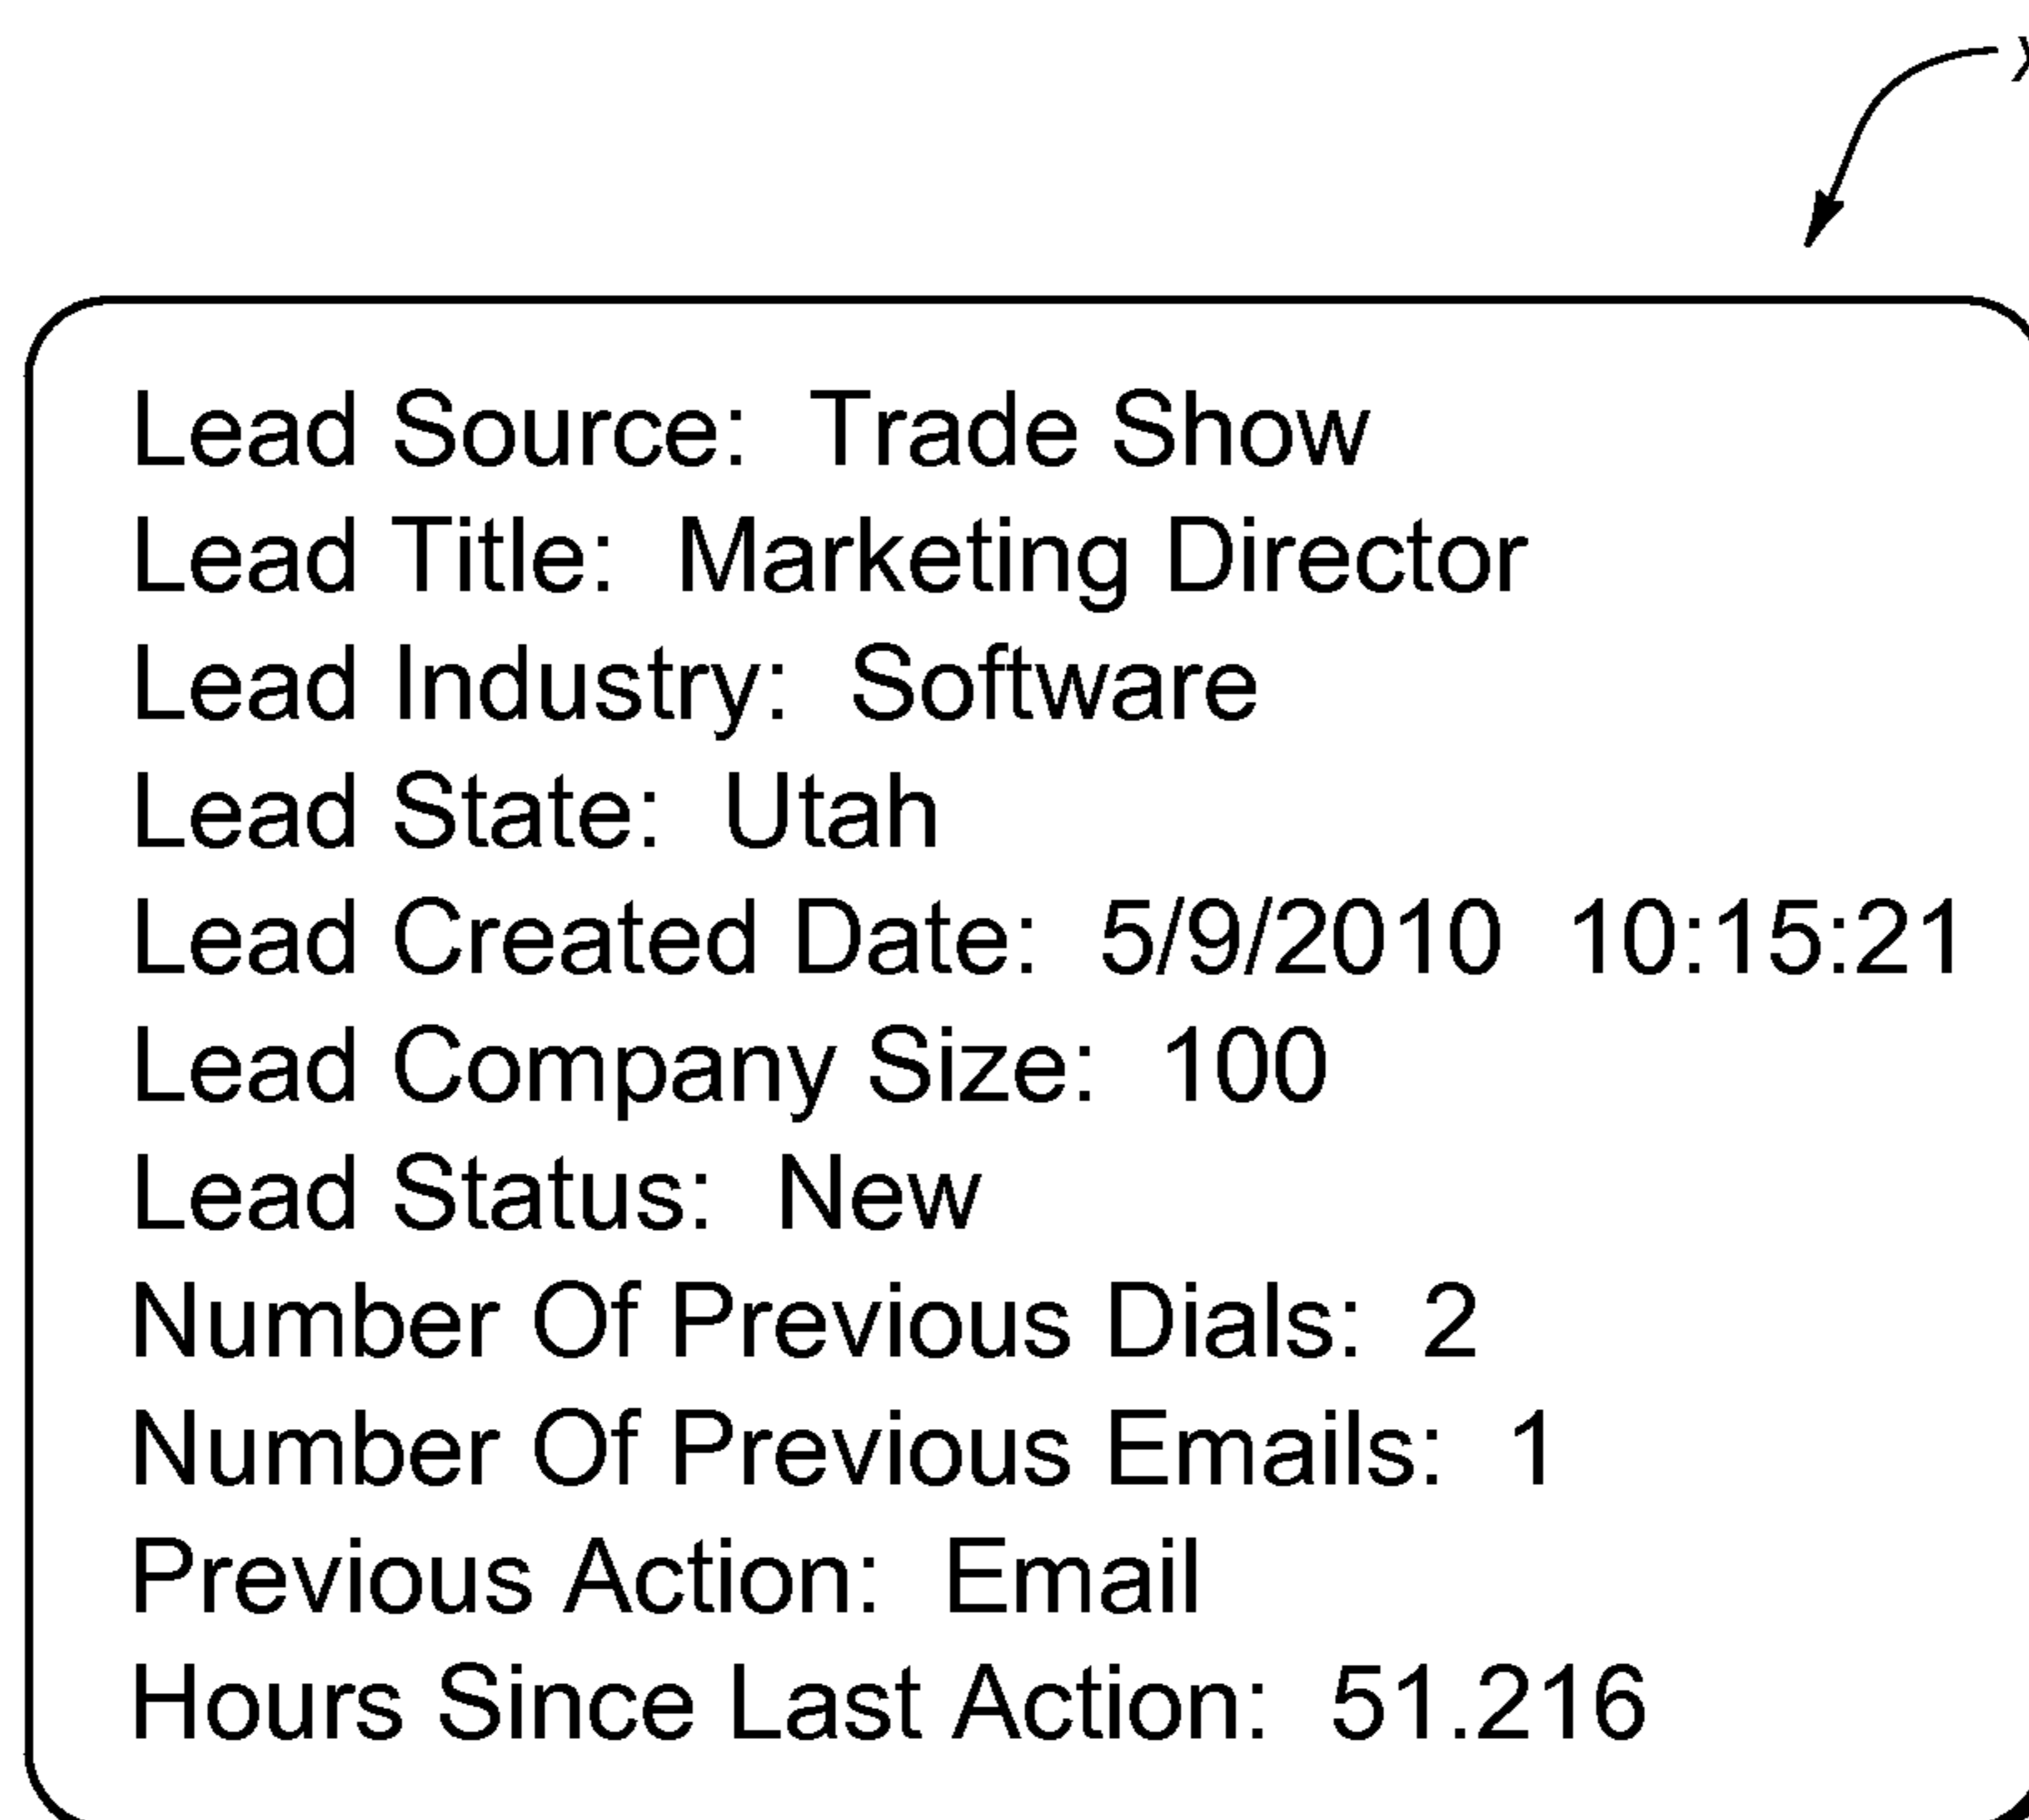 Lead Source: Trade Show
Lead Title: Marketing Director
Lead Industry: Software
Lead State: Utah
Lead Created Date: 5/9/2010 10:15:21
Lead Company Size: 100
Lead Status: New
Number Of Previous Dials: 2
Number Of Previous Emails: 1
Previous Action: Email
Hours Since Last Action: 51.216